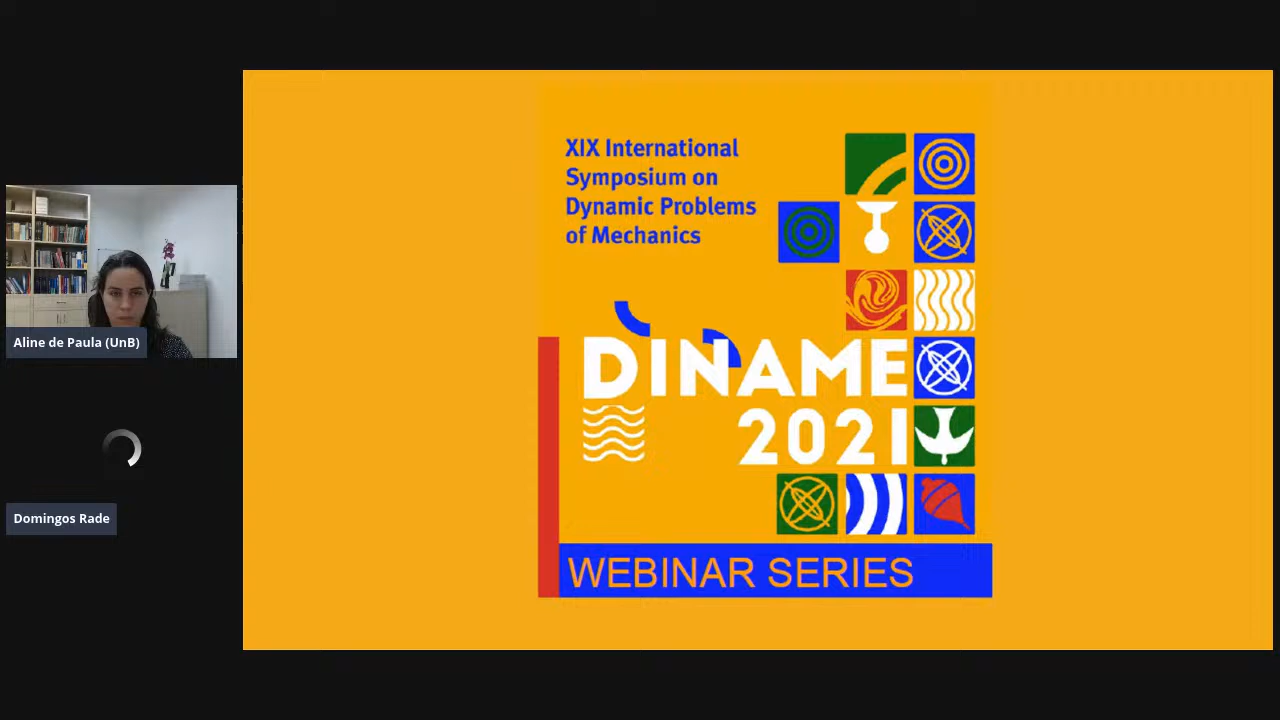 XIX International
Symposium on
Dynamic Problems
of Mechanics
DINAME
2021
WEBINAR SERIES
Aline de Paula (UnB)
Domingos Rade